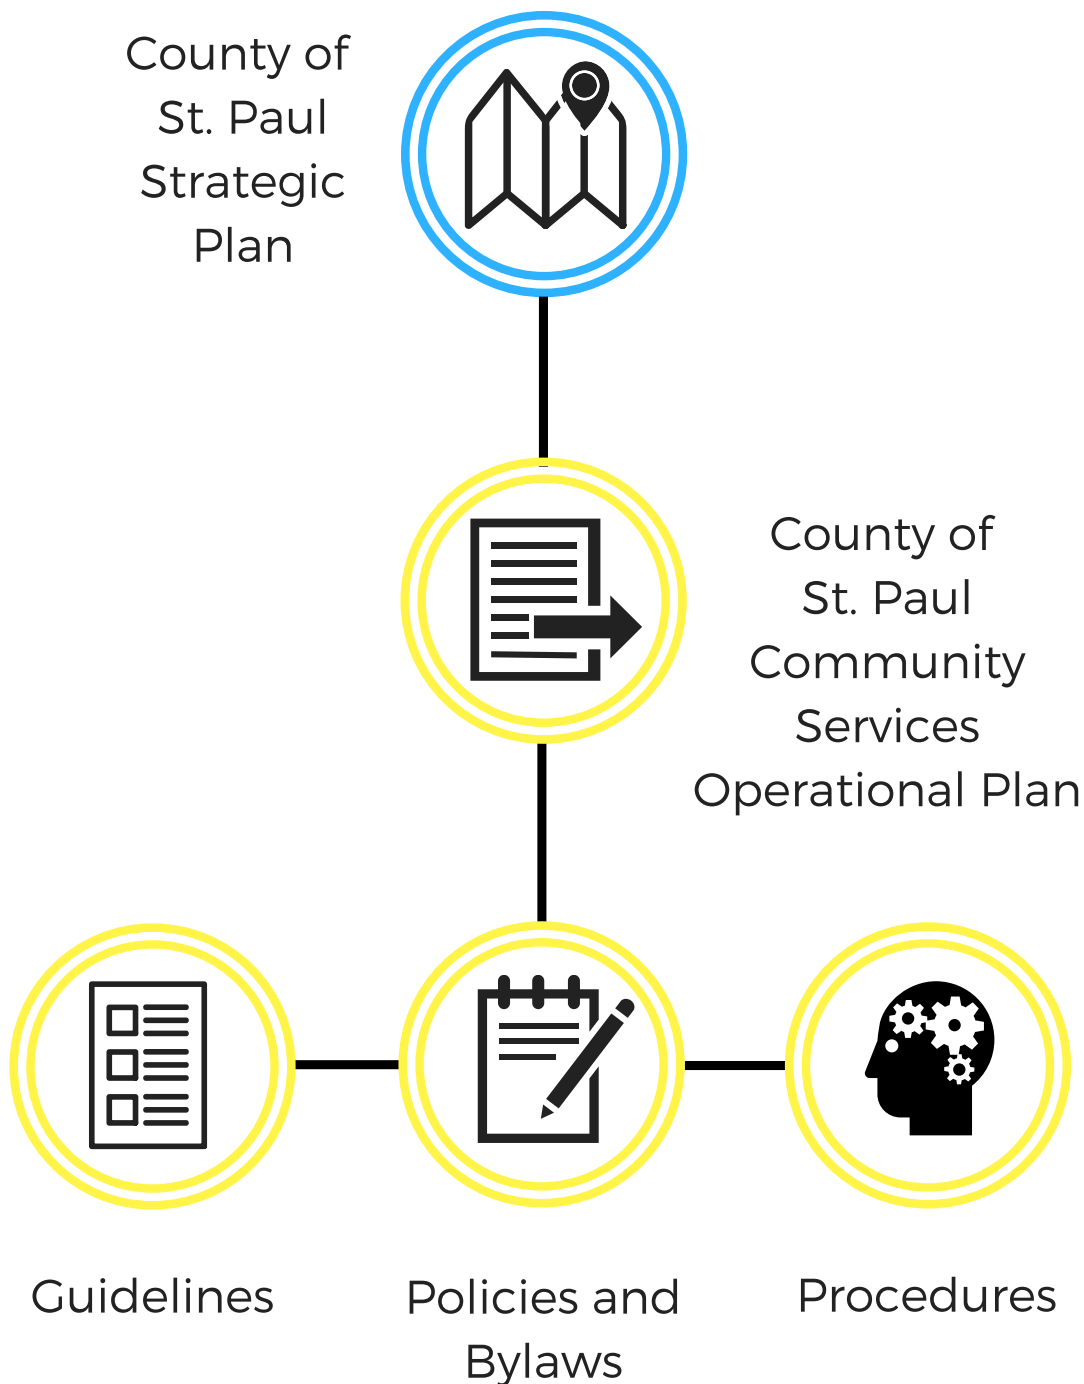 County of
St. Paul
Strategic
Plan
County of
St. Paul
Community
Services
Operational Plan
Guidelines
Policies and
Bylaws
Procedures